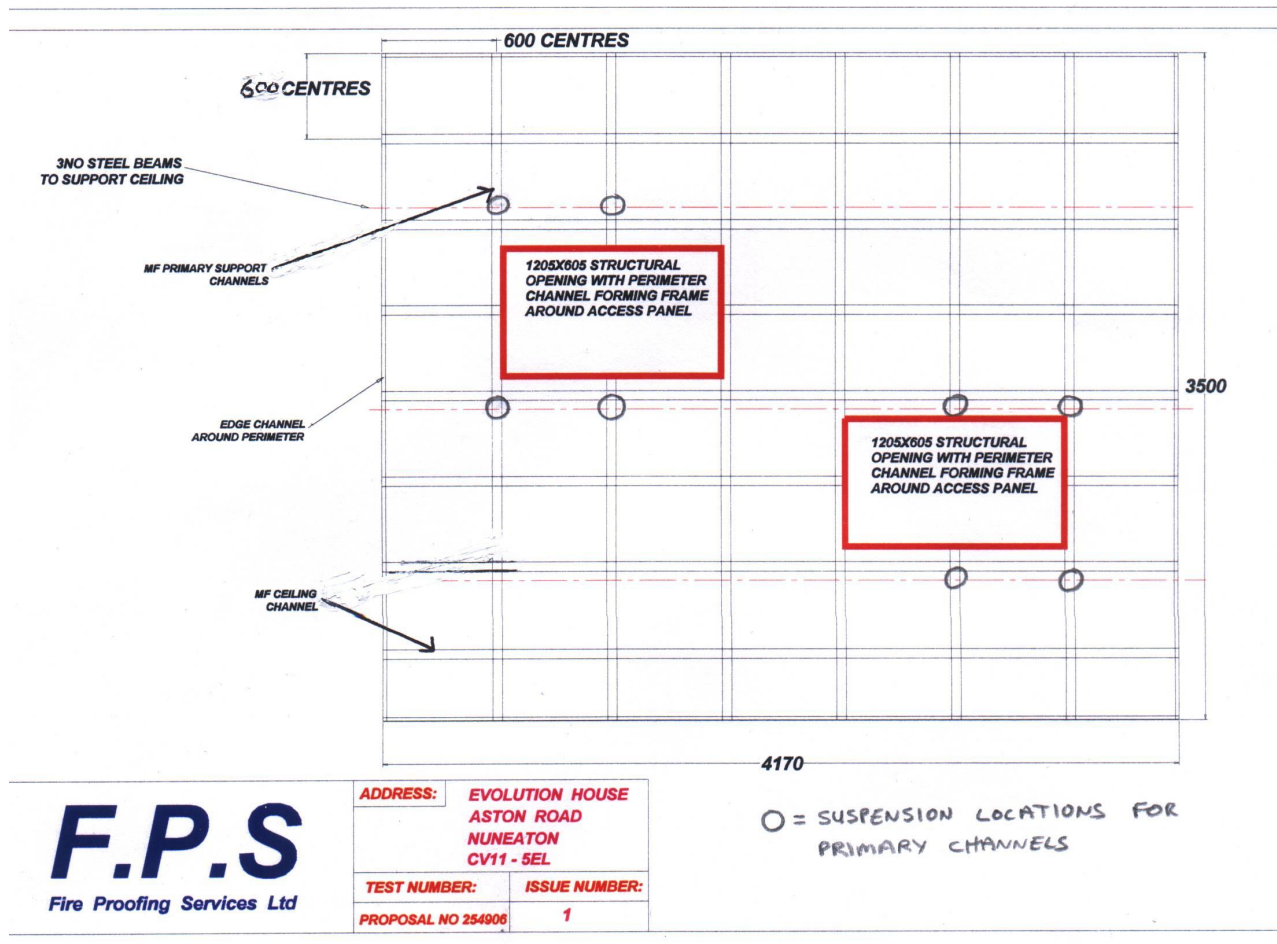 600 CENTRES
600 CENTRES
3NO STEEL BEAMS
TO SUPPORT CEILING
MF PRIMARY SUPPORT
CHANNELS
1205X605 STRUCTURAL
OPENING WITH PERIMETER
CHANNEL FORMING FRAME
AROUND ACCESS PANEL
3500
EDGE CHANNEL
AROUND PERIMETER
1205X605 STRUCTURAL
OPENING WITH PERIMETER
CHANNEL FORMING FRAME
AROUND ACCESS PANEL
MF CEILING
CHANNEL
4170
F.P.S
Fire Proofing Services Ltd
ADDRESS: EVOLUTION HOUSE
ASTON ROAD
NUNEATON
CV11 - 5EL
TEST NUMBER: ISSUE NUMBER:
PROPOSAL NO 254906 1
O = SUSPENSION LOCATIONS FOR
PRIMARY CHANNELS